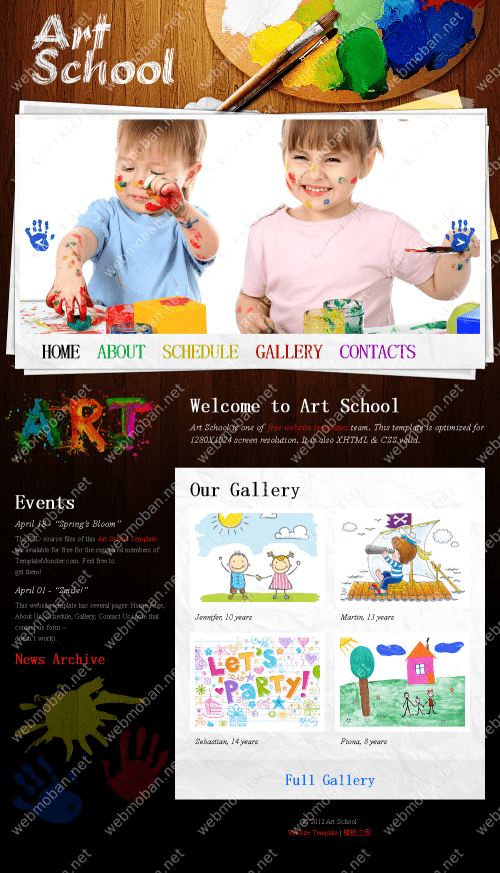 Art
School
HOME ABOUT SCHEDULE GALLERY CONTACTS
ART
Welcome to Art School
Art School is one of free website templates team. This template is optimized for
1280X1024 screen resolution. It is also XHTML & CSS valid.
Events
April 18 - "Spring's Bloom"
The PSD source files of this Art School Template
are available for free for the registered members of
TemplateMonster.com. Feel free to
get them!
April 01 - "Smile!"
This website template has several pages: Home Page,
About Us, Schedule, Gallery, Contact Us (note that
contact us form –
doesn't work).
News Archive
Our Gallery
Jennifer, 10 years
Martin, 13 years
LET'S
PARTY!
Sebastian, 14 years
Fiona, 8 years
Full Gallery
© 2012 Art School
Website Template | 模板之家
webmoban.net